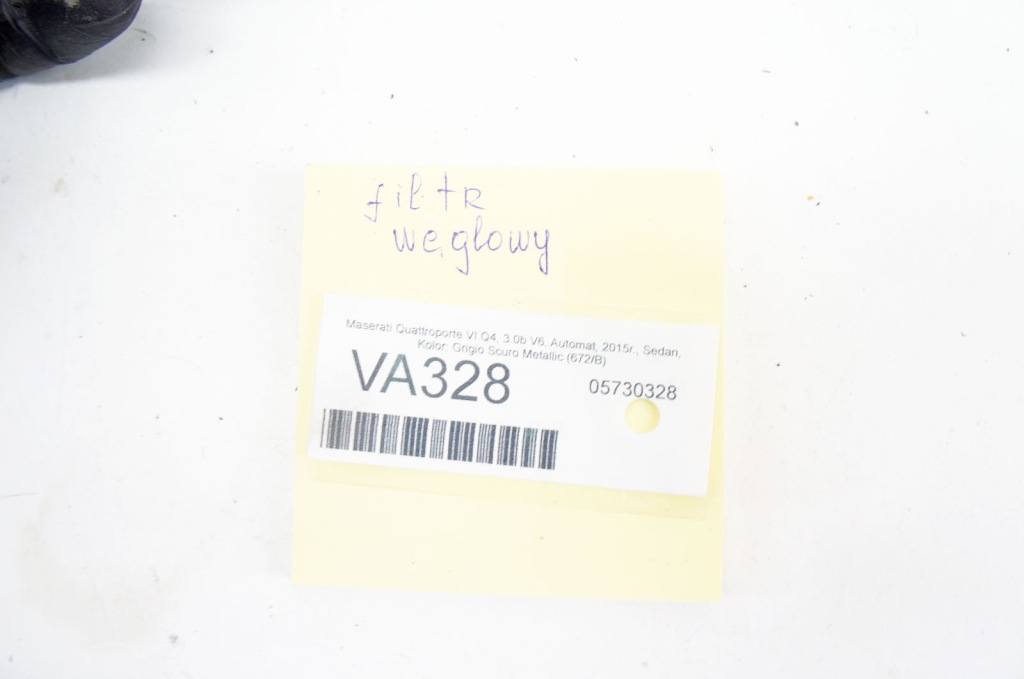 filtr
węglowy
Maserati Quattroporte VI Q4, 3.0b V6, Automat, 2015r., Sedan,
Kolor: Grigio Scuro Metallic (672/B)
VA328
05730328